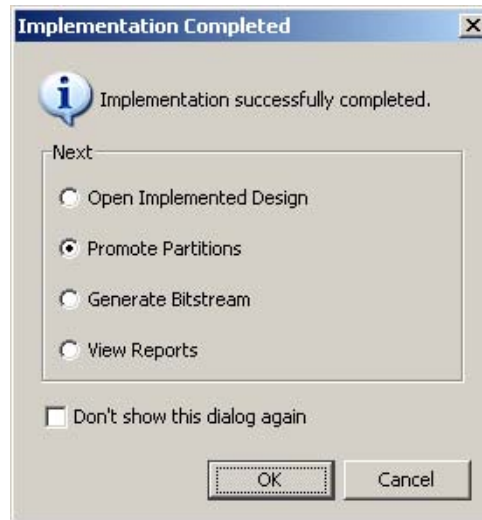 Implementation Completed
Implementation successfully completed.
Next
Open Implemented Design
Promote Partitions
Generate Bitstream
View Reports
Don't show this dialog again
OK Cancel